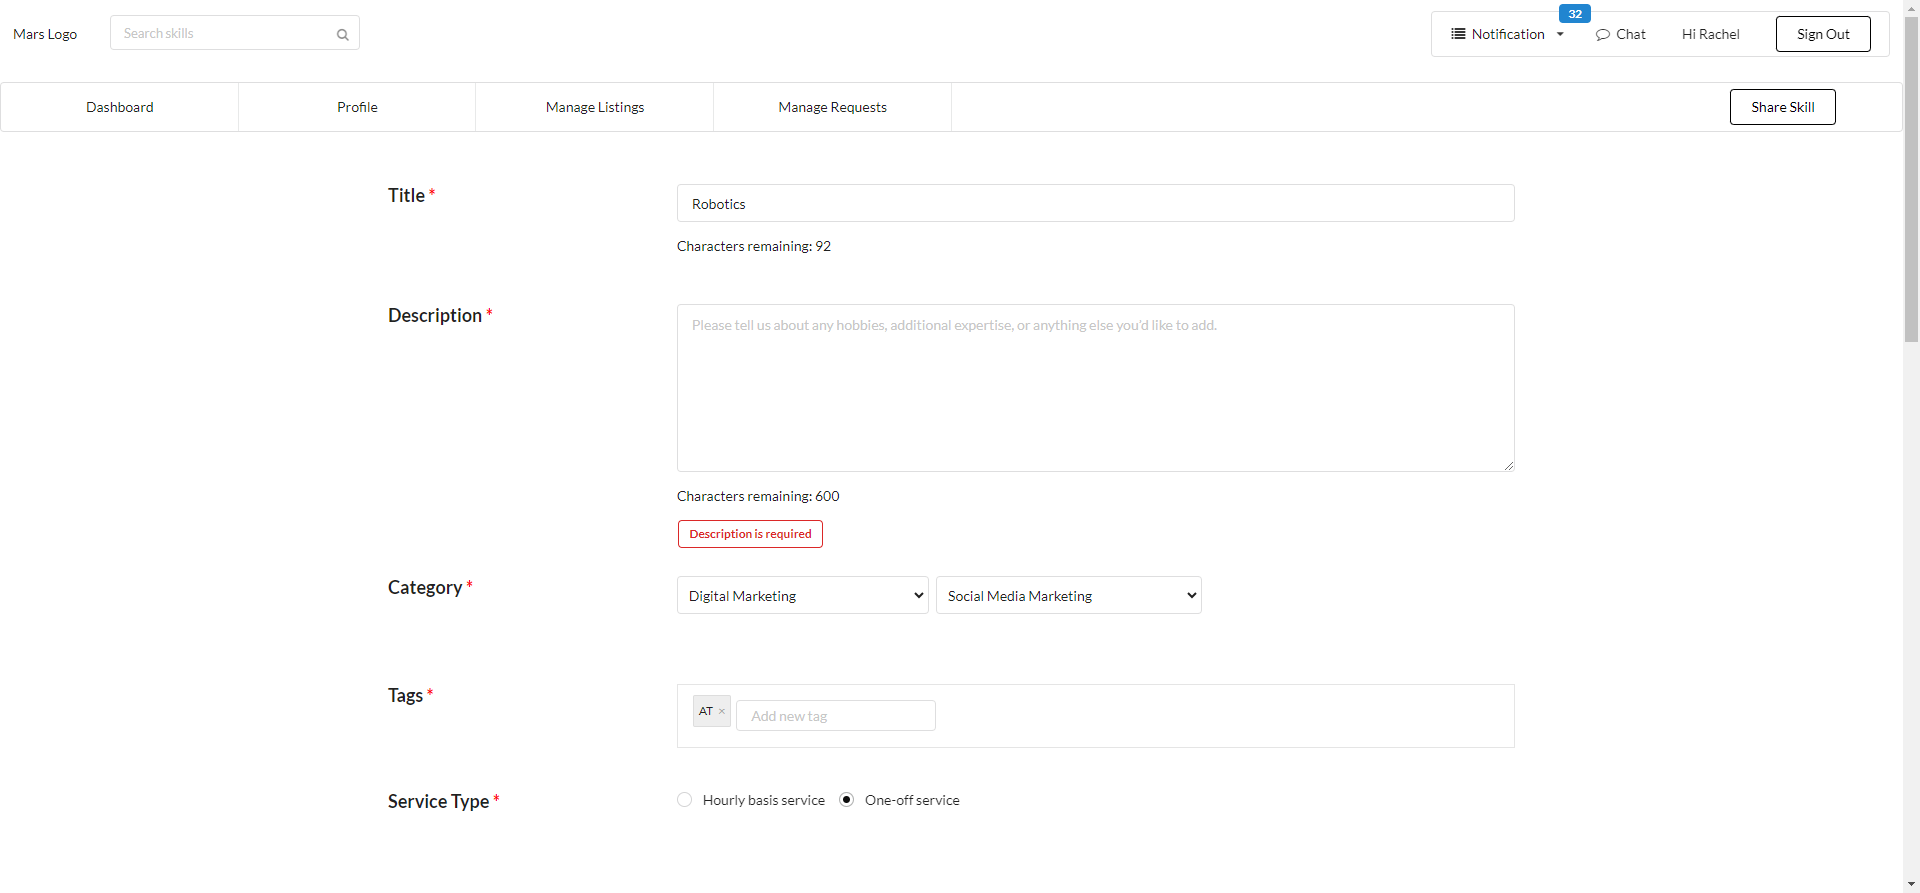 Mars Logo
Search skills
32
Notification
Chat
Hi Rachel
Sign Out
Dashboard
Profile
Manage Listings
Manage Requests
Share Skill
Title *
Robotics
Characters remaining: 92
Description *
Please tell us about any hobbies, additional expertise, or anything else you'd like to add.
Characters remaining: 600
Description is required
Category *
Digital Marketing
Social Media Marketing
Tags *
AT ×
Add new tag
Service Type *
Hourly basis service
One-off service